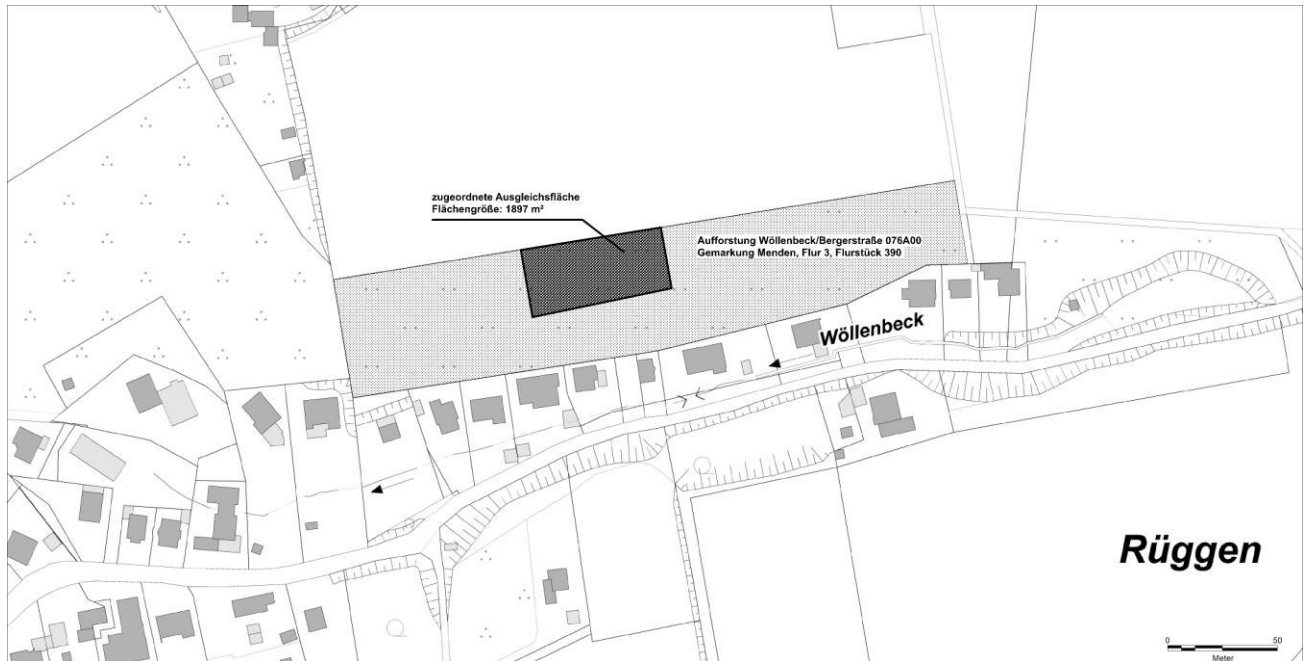 zugeordnete Ausgleichsfläche
Flächengröße: 1897 m²
Aufforstung Wöllenbeck/Bergerstraße 076A00
Gemarkung Menden, Flur 3, Flurstück 390
Wöllenbeck
Rüggen
0 50
Meter